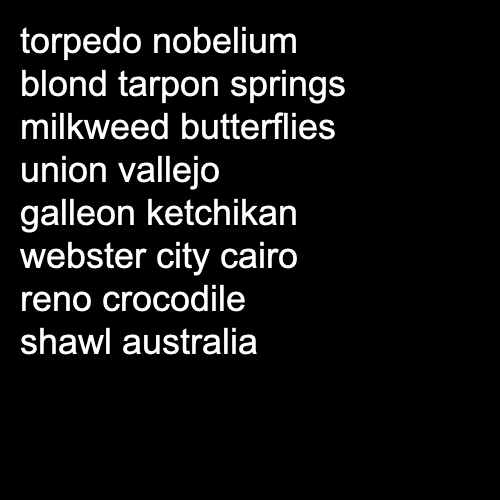 torpedo nobelium
blond tarpon springs
milkweed butterflies
union vallejo
galleon ketchikan
webster city cairo
reno crocodile
shawl australia